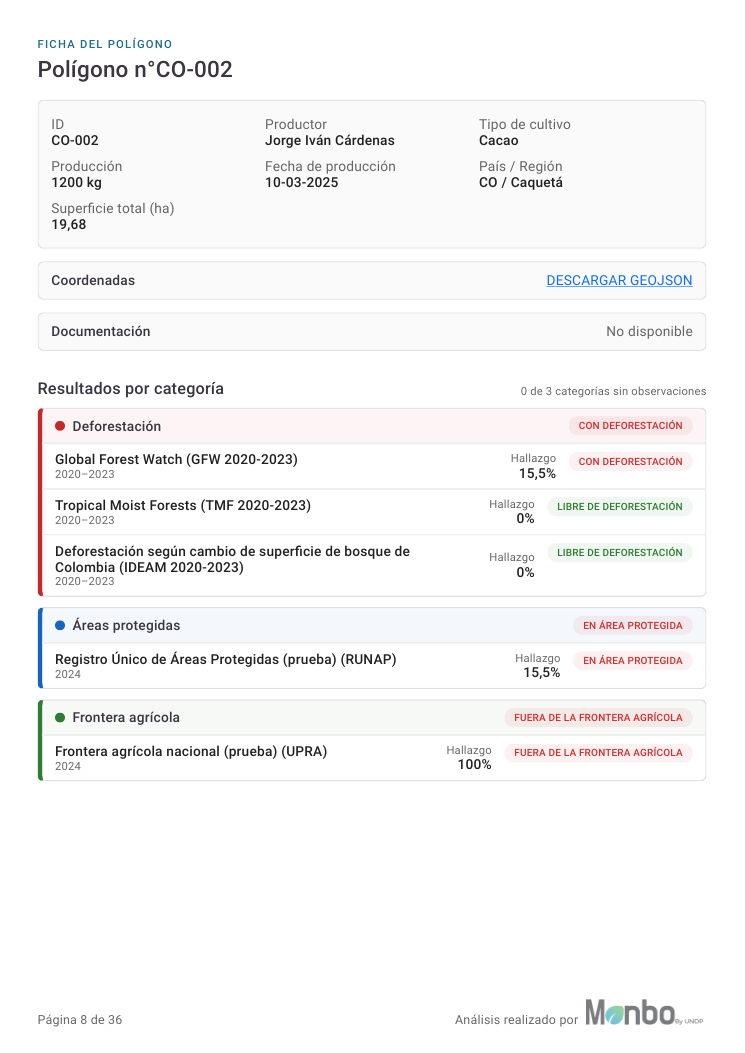 FICHA DEL POLÍGONO
Polígono n°CO-002
ID
CO-002
Productor
Jorge Iván Cárdenas
Tipo de cultivo
Cacao
Producción
1200 kg
Fecha de producción
10-03-2025
País / Región
CO / Caquetá
Superficie total (ha)
19,68
Coordenadas
DESCARGAR GEOJSON
Documentación
No disponible
Resultados por categoría
0 de 3 categorías sin observaciones
Deforestación
CON DEFORESTACIÓN
Global Forest Watch (GFW 2020-2023)
2020–2023
Hallazgo
15,5%
CON DEFORESTACIÓN
Tropical Moist Forests (TMF 2020-2023)
2020–2023
Hallazgo
0%
LIBRE DE DEFORESTACIÓN
Deforestación según cambio de superficie de bosque de
Colombia (IDEAM 2020-2023)
2020–2023
Hallazgo
0%
LIBRE DE DEFORESTACIÓN
Áreas protegidas
EN ÁREA PROTEGIDA
Registro Único de Áreas Protegidas (prueba) (RUNAP)
2024
Hallazgo
15,5%
EN ÁREA PROTEGIDA
Frontera agrícola
FUERA DE LA FRONTERA AGRÍCOLA
Frontera agrícola nacional (prueba) (UPRA)
2024
Hallazgo
100%
FUERA DE LA FRONTERA AGRÍCOLA
Página 8 de 36
Análisis realizado por
Monbo By UNDP